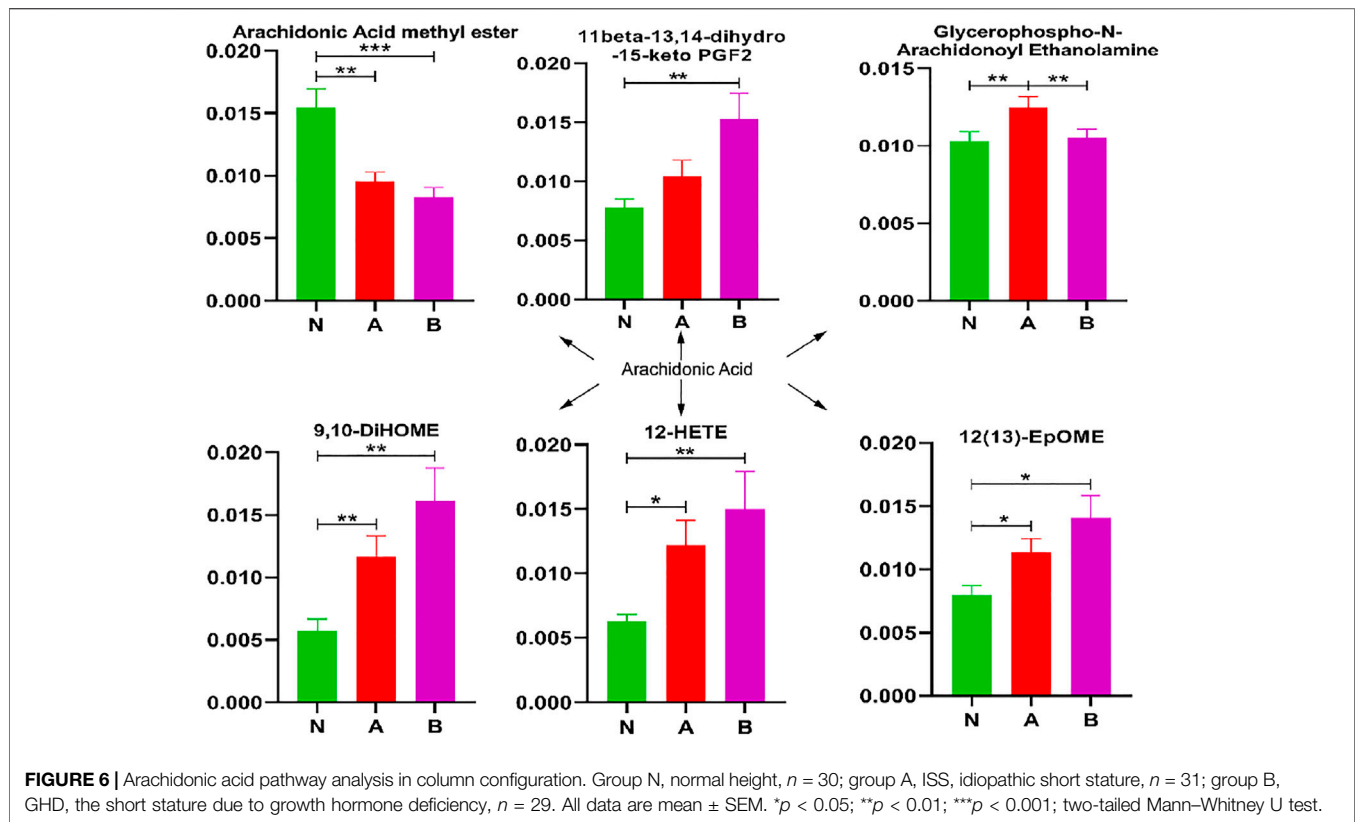 Arachidonic Acid methyl ester
0.020
0.015
0.010
0.005
0.000
***
**
N A B
11beta-13,14-dihydro
-15-keto PGF2
0.020
0.015
0.010
0.005
0.000
**
N A B
Glycerophospho-N-
Arachidonoyl Ethanolamine
0.015
0.010
0.005
0.000
** **
N A B
Arachidonic Acid
9,10-DiHOME
0.020
0.015
0.010
0.005
0.000
**
**
N A B
12-HETE
0.020
0.015
0.010
0.005
0.000
**
*
N A B
12(13)-EpOME
0.020
0.015
0.010
0.005
0.000
*
*
N A B
FIGURE 6 | Arachidonic acid pathway analysis in column configuration. Group N, normal height, n = 30; group A, ISS, idiopathic short stature, n = 31; group B,
GHD, the short stature due to growth hormone deficiency, n = 29. All data are mean ± SEM. *p < 0.05; **p < 0.01; ***p < 0.001; two-tailed Mann–Whitney U test.